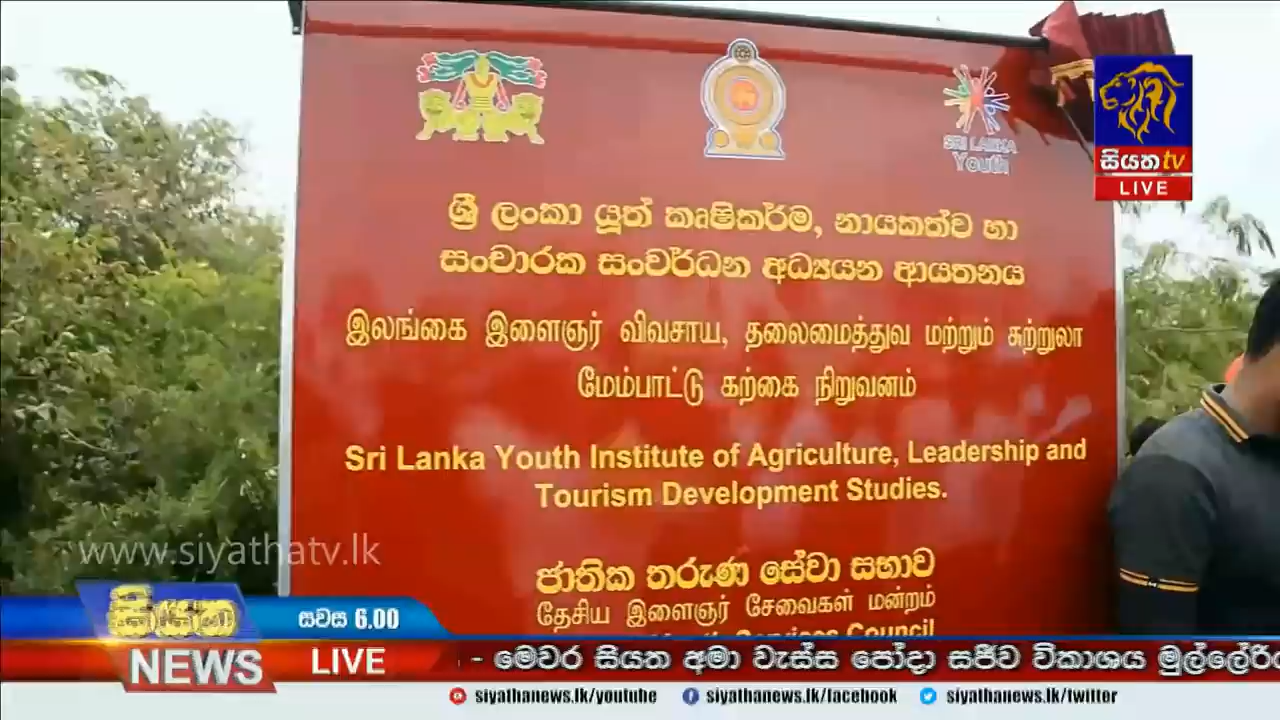 SRI LANKA
Youth
සියත tv
LIVE
ශ්‍රී ලංකා යූත් කෘෂිකර්ම, නායකත්ව හා
සංචාරක සංවර්ධන අධ්‍යයන ආයතනය
இலங்கை இளைஞர் விவசாய, தலைமைத்துவ மற்றும் சுற்றுலா
மேம்பாட்டு கற்கை நிறுவனம்
Sri Lanka Youth Institute of Agriculture, Leadership and
Tourism Development Studies.
ජාතික තරුණ සේවා සභාව
தேசிய இளைஞர் சேவைகள் மன்றம்
Services Council
www.siyathatv.lk
සියත
NEWS
සවස 6.00
LIVE
- මෙවර සියත අමා වැස්ස පෝදා සජීව විකාශය
siyathanews.lk/youtube
siyathanews.lk/facebook
siyathanews.lk/twitter